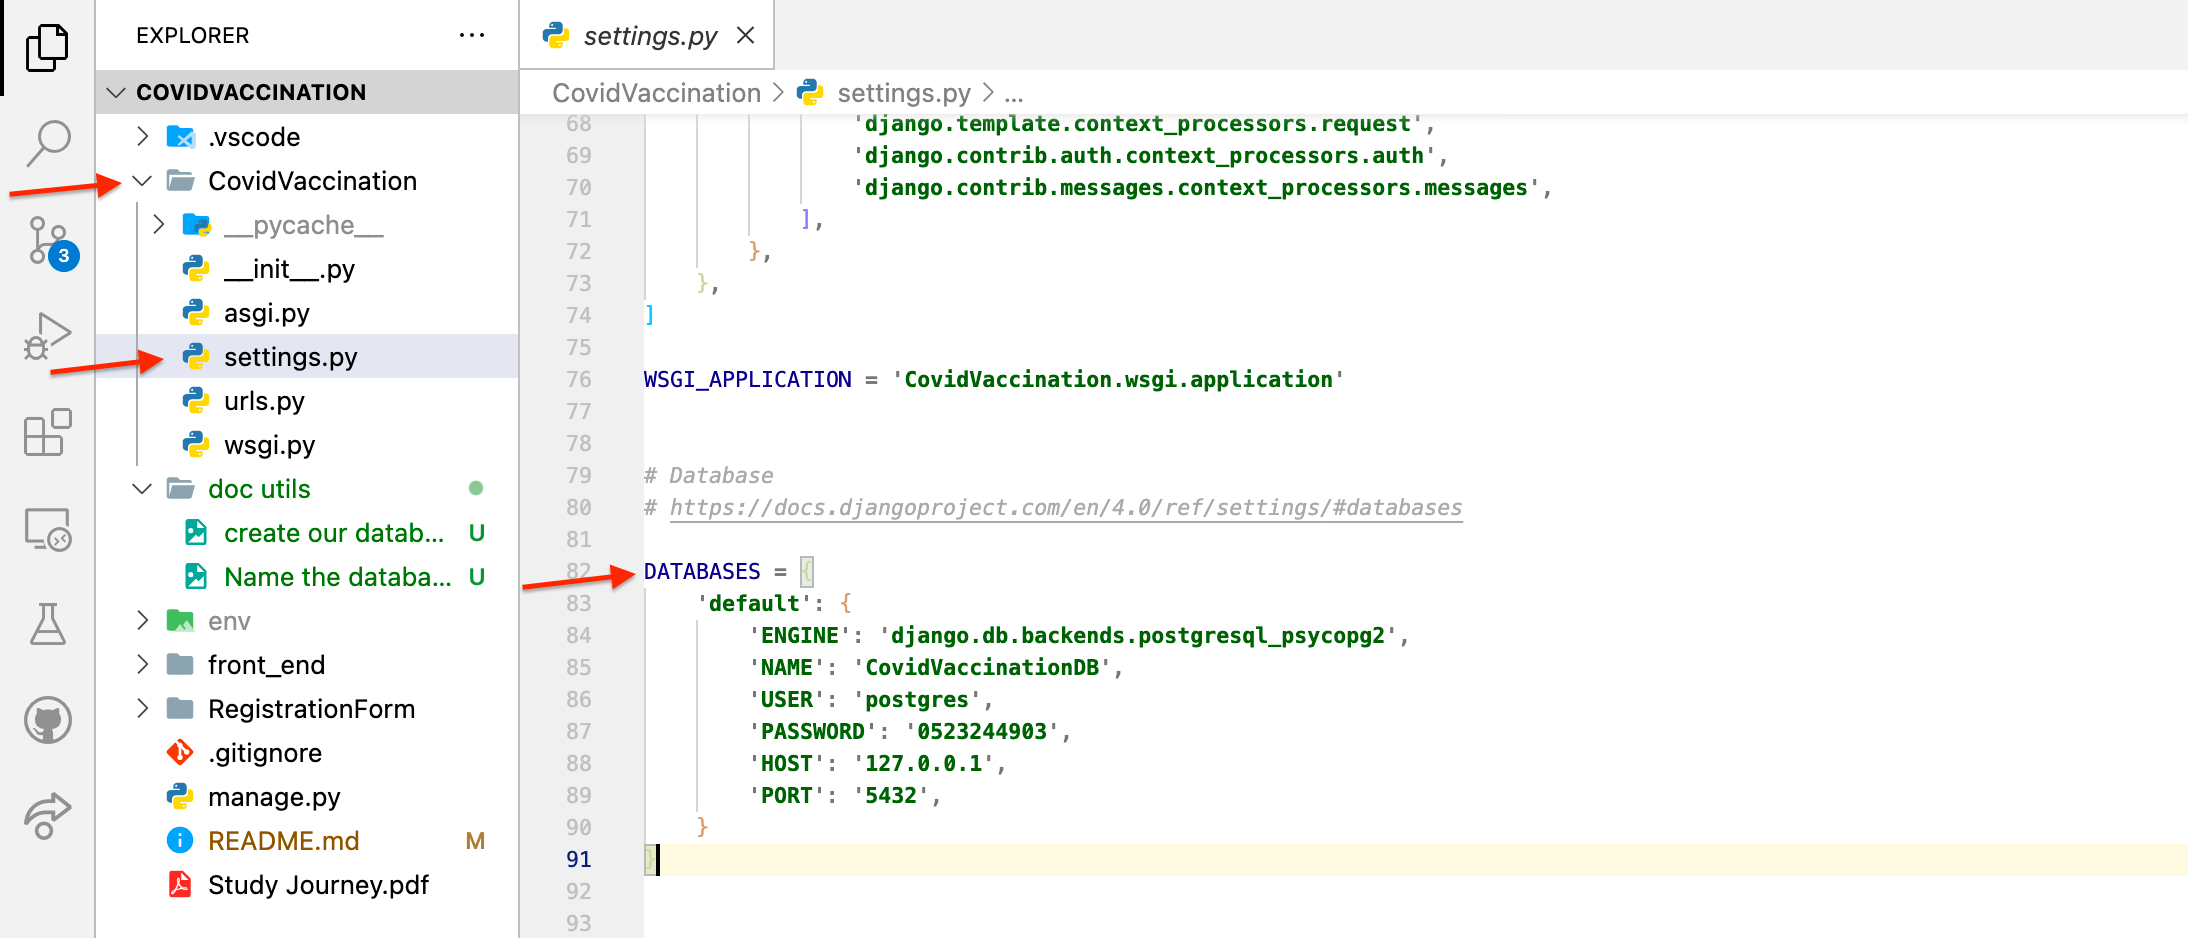 EXPLORER
COVIDVACCINATION
.vscode
CovidVaccination
__pycache__
__init__.py
asgi.py
settings.py
urls.py
wsgi.py
doc utils
create our datab... U
Name the databa... U
env
front_end
RegistrationForm
.gitignore
manage.py
README.md M
Study Journey.pdf
3
settings.py
CovidVaccination > settings.py > ...
68 'django.template.context_processors.request',
69 'django.contrib.auth.context_processors.auth',
70 'django.contrib.messages.context_processors.messages',
71 ],
72 },
73 },
74 ]
75
76 WSGI_APPLICATION = 'CovidVaccination.wsgi.application'
77
78
79 # Database
80 # https://docs.djangoproject.com/en/4.0/ref/settings/#databases
81
82 DATABASES = {
83 'default': {
84 'ENGINE': 'django.db.backends.postgresql_psycopg2',
85 'NAME': 'CovidVaccinationDB',
86 'USER': 'postgres',
87 'PASSWORD': '0523244903',
88 'HOST': '127.0.0.1',
89 'PORT': '5432',
90 }
91 }
92
93